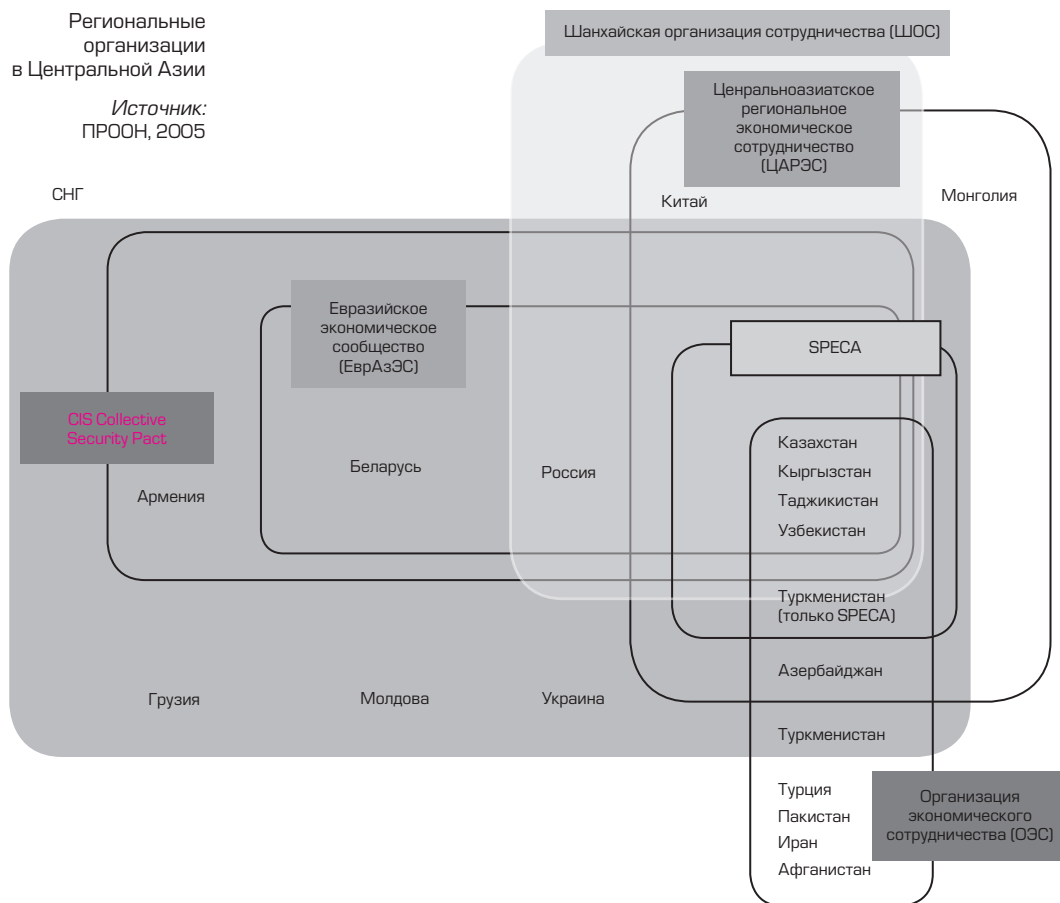 Региональные
организации
в Центральной Азии
Источник:
ПРООН, 2005
Шанхайская организация сотрудничества (ШОС)
Ценральноазиатское
региональное
экономическое
сотрудничество
(ЦАРЭС)
СНГ
Китай
Монголия
Евразийское
экономическое
сообщество
(ЕврАзЭС)
SPECA
CIS Collective
Security Pact
Армения
Беларусь
Россия
Казахстан
Кыргызстан
Таджикистан
Узбекистан
Туркменистан
(только SPECA)
Азербайджан
Грузия
Молдова
Украина
Туркменистан
Турция
Пакистан
Иран
Афганистан
Организация
экономического
сотрудничества (ОЭС)